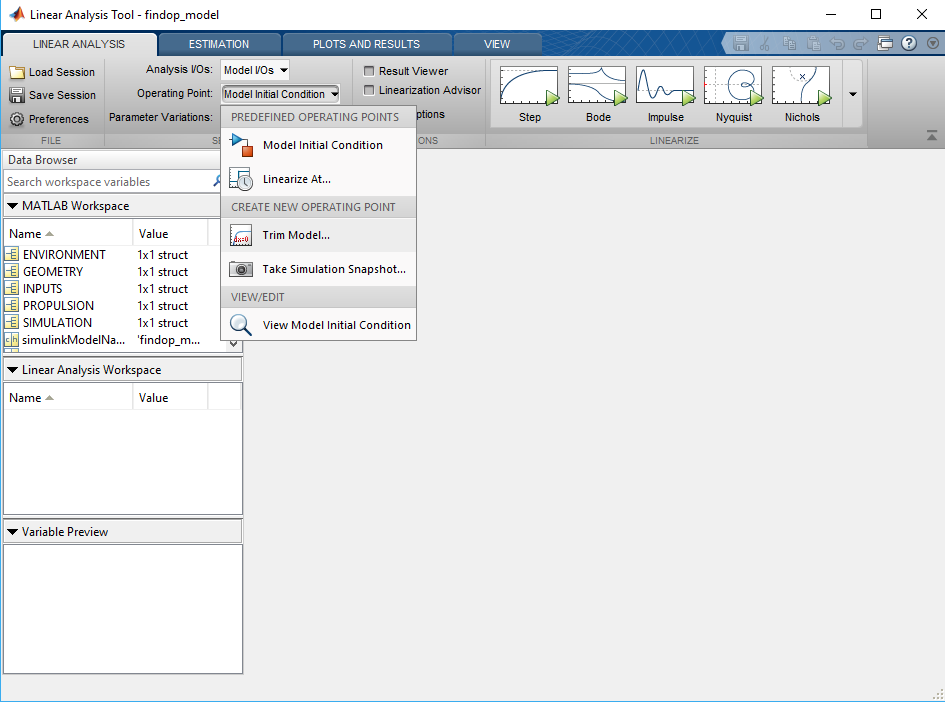 Linear Analysis Tool - findop_model
LINEAR ANALYSIS
ESTIMATION
PLOTS AND RESULTS
VIEW
Load Session
Save Session
Preferences
FILE
Analysis I/Os:
Model I/Os
Operating Point:
Model Initial Condition
Parameter Variations:
Result Viewer
Linearization Advisor
ptions
ONS
Step
Bode
Impulse
Nyquist
Nichols
LINEARIZE
PREDEFINED OPERATING POINTS
Model Initial Condition
Linearize At...
CREATE NEW OPERATING POINT
Trim Model...
Take Simulation Snapshot...
VIEW/EDIT
View Model Initial Condition
Data Browser
Search workspace variables
MATLAB Workspace
Name Value
ENVIRONMENT 1x1 struct
GEOMETRY 1x1 struct
INPUTS 1x1 struct
PROPULSION 1x1 struct
SIMULATION 1x1 struct
simulinkModelNa... 'findop_m...
Linear Analysis Workspace
Name Value
Variable Preview